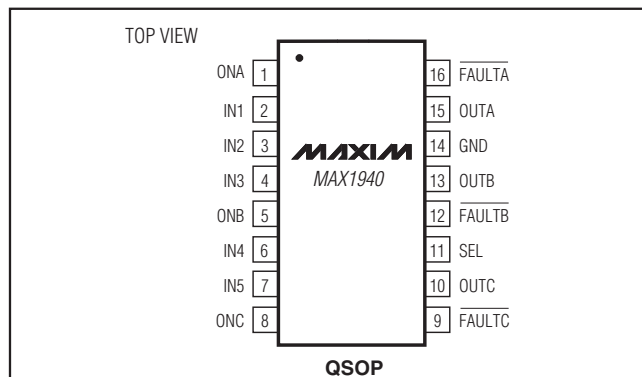 TOP VIEW
ONA 1 16 FAULTA
IN1 2 15 OUTA
IN2 3 MAXIM 14 GND
IN3 4 MAX1940 13 OUTB
ONB 5 12 FAULTB
IN4 6 11 SEL
IN5 7 10 OUTC
ONC 8 9 FAULTC
QSOP